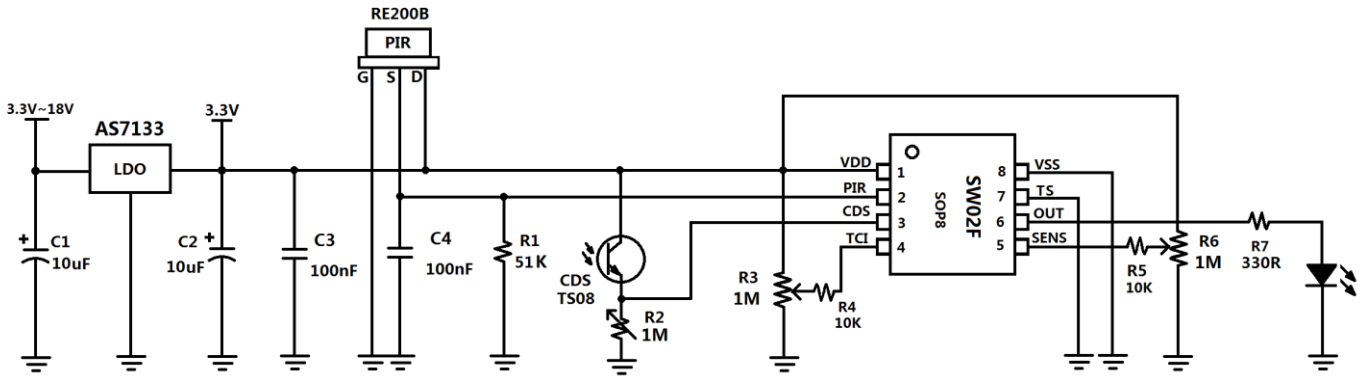 RE200B
PIR
G S D
3.3V~18V
AS7133
LDO
3.3V
C1
10uF
C2
10uF
C3
100nF
C4
100nF
R1
51K
CDS
TS08
R2
1M
R3
1M
R4
10K
VDD
PIR
CDS
TCI
1
2
3
4
SW02F
SOP8
8
7
6
5
VSS
TS
OUT
SENS
R5
10K
R6
1M
R7
330R
+
+